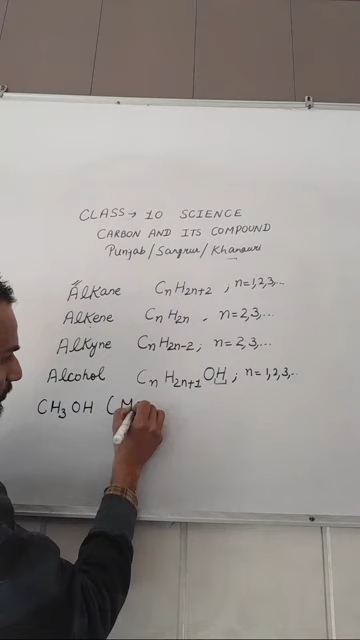 CLASS → 10 SCIENCE
CARBON AND ITS COMPOUND
Punjab/Sangrur/Khanauri
Alkane CnH2n+2 ; n=1,2,3,...
Alkene CnH2n . n=2,3,...
Alkyne CnH2n-2 ; n=2,3,...
Alcohol CnH2n+1OH ; n=1,2,3,..
CH3OH (M